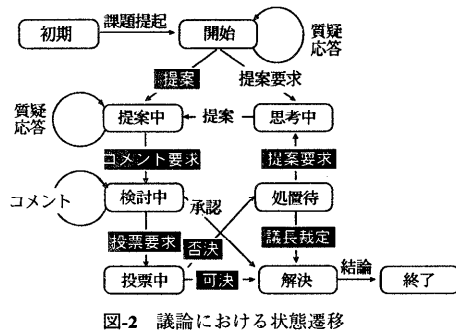 課題提起
初期
開始
質疑
応答
提案
提案要求
質疑
応答
提案中
提案
思考中
コメント要求
提案要求
コメント
検討中
承認
処置待
投票要求
否決
議長裁定
投票中
可決
解決
結論
終了
図-2 議論における状態遷移